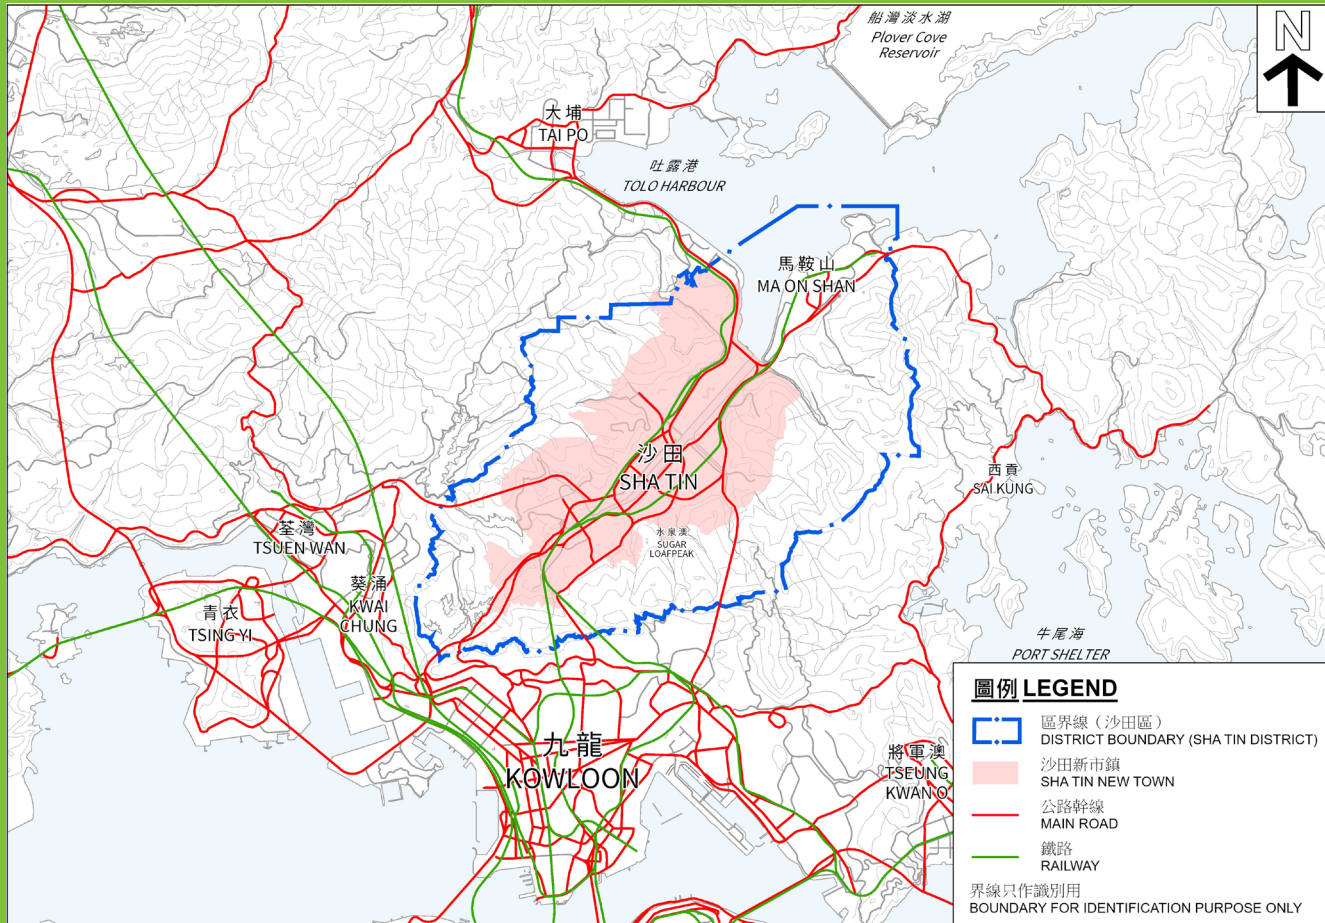 船灣淡水湖
Plover Cove
Reservoir
N
大埔
TAI PO
吐露港
TOLO HARBOUR
馬鞍山
MA ON SHAN
沙田
SHA TIN
西貢
SAI KUNG
水泉澳
SUGAR
LOAFPEAK
荃灣
TSUEN WAN
葵涌
KWAI
CHUNG
青衣
TSING YI
牛尾海
PORT SHELTER
九龍
KOWLOON
將軍澳
TSEUNG
KWAN O
圖例 LEGEND
區界線（沙田區）
DISTRICT BOUNDARY (SHA TIN DISTRICT)
沙田新市鎮
SHA TIN NEW TOWN
公路幹線
MAIN ROAD
鐵路
RAILWAY
界線只作識別用
BOUNDARY FOR IDENTIFICATION PURPOSE ONLY